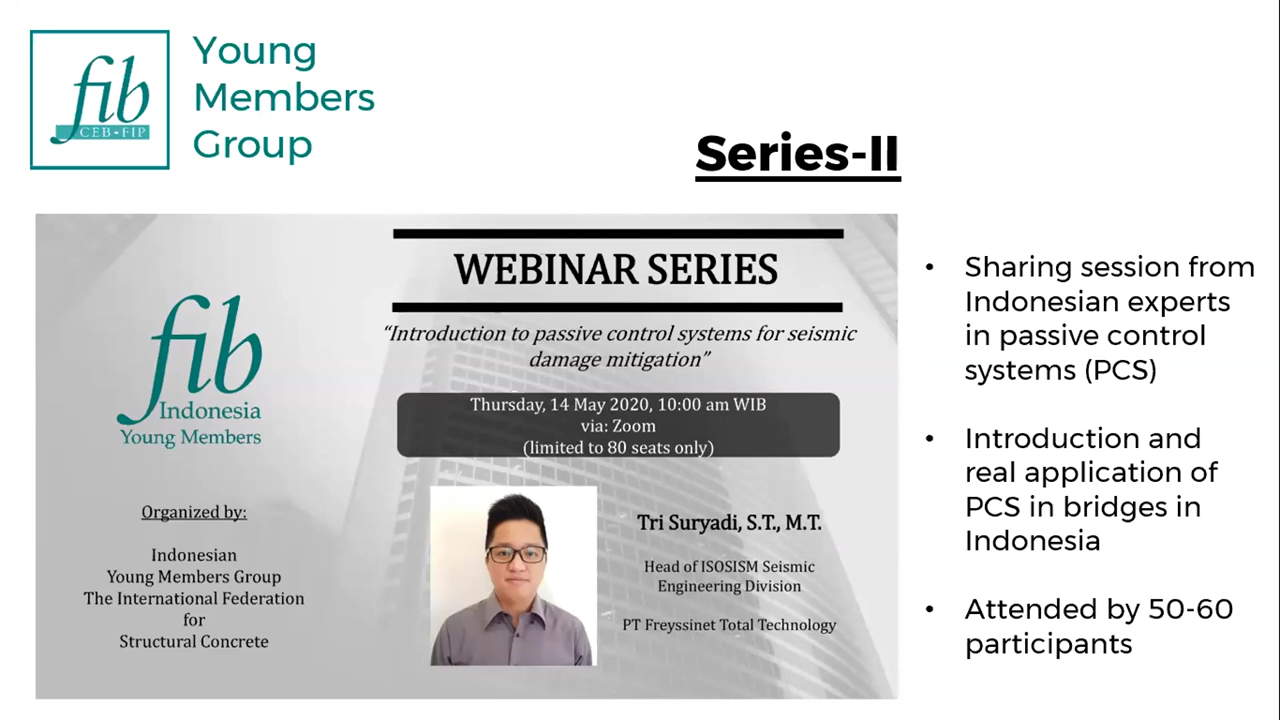 fib
CEB-FIP
Young
Members
Group
Series-II
WEBINAR SERIES
“Introduction to passive control systems for seismic
damage mitigation”
Thursday, 14 May 2020, 10:00 am WIB
via: Zoom
(limited to 80 seats only)
fib
Indonesia
Young Members
Organized by:
Indonesian
Young Members Group
The International Federation
for
Structural Concrete
Tri Suryadi, S.T., M.T.
Head of ISOSISM Seismic
Engineering Division
PT Freyssinet Total Technology
• Sharing session from
Indonesian experts
in passive control
systems (PCS)
• Introduction and
real application of
PCS in bridges in
Indonesia
• Attended by 50-60
participants